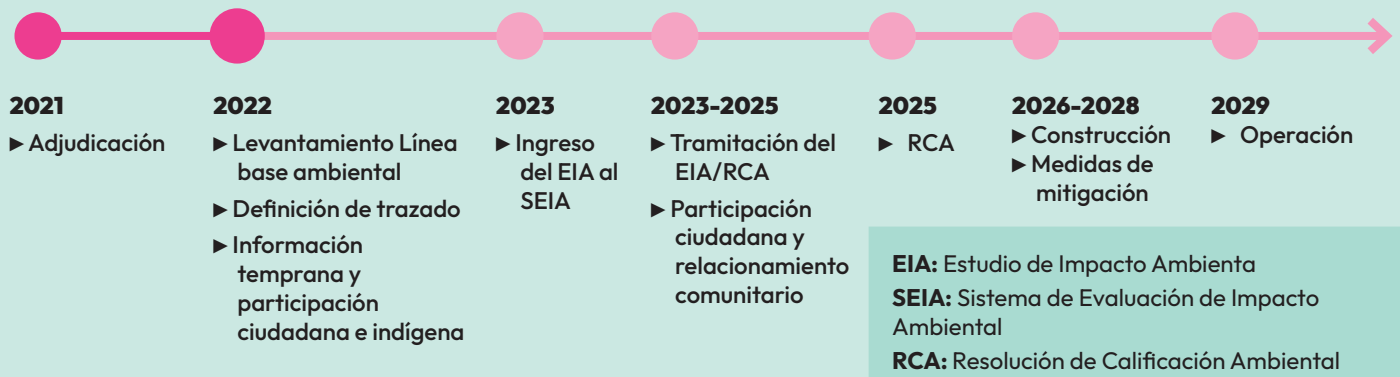 2021
►Adjudicación
2022
►Levantamiento Línea
base ambiental
►Definición de trazado
►Información
temprana y
participación
ciudadana e indígena
2023
►Ingreso
del EIA al
SEIA
2023-2025
►Tramitación del
EIA/RCA
►Participación
ciudadana y
relacionamiento
comunitario
2025
► RCA
2026-2028
►Construcción
►Medidas de
mitigación
2029
► Operación
EIA: Estudio de Impacto Ambienta
SEIA: Sistema de Evaluación de Impacto
Ambiental
RCA: Resolución de Calificación Ambiental